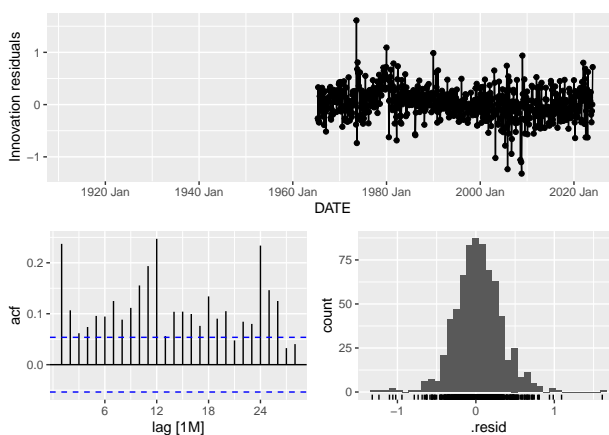 Innovation residuals
1
0
−1
1920 Jan
1940 Jan
1960 Jan
1980 Jan
2000 Jan
2020 Jan
DATE
acf
0.2
0.1
0.0
6
12
18
24
lag [1M]
count
75
50
25
0
−1
0
1
.resid